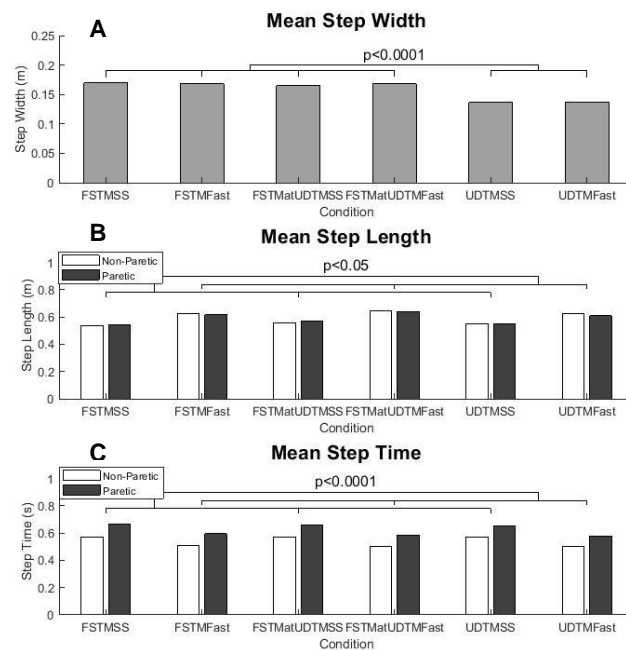 A
Mean Step Width
0.25
0.2
0.15
0.1
0.05
0
Step Width (m)
p<0.0001
FSTMSS
FSTMFast
FSTMatUDTMSS
FSTMatUDTMFast
UDTMSS
UDTMFast
Condition
B
Mean Step Length
Non-Paretic
Paretic
1
0.8
0.6
0.4
0.2
0
Step Length (m)
p<0.05
FSTMSS
FSTMFast
FSTMatUDTMSS
FSTMatUDTMFast
UDTMSS
UDTMFast
Condition
C
Mean Step Time
Non-Paretic
Paretic
1
0.8
0.6
0.4
0.2
0
Step Time (s)
p<0.0001
FSTMSS
FSTMFast
FSTMatUDTMSS
FSTMatUDTMFast
UDTMSS
UDTMFast
Condition